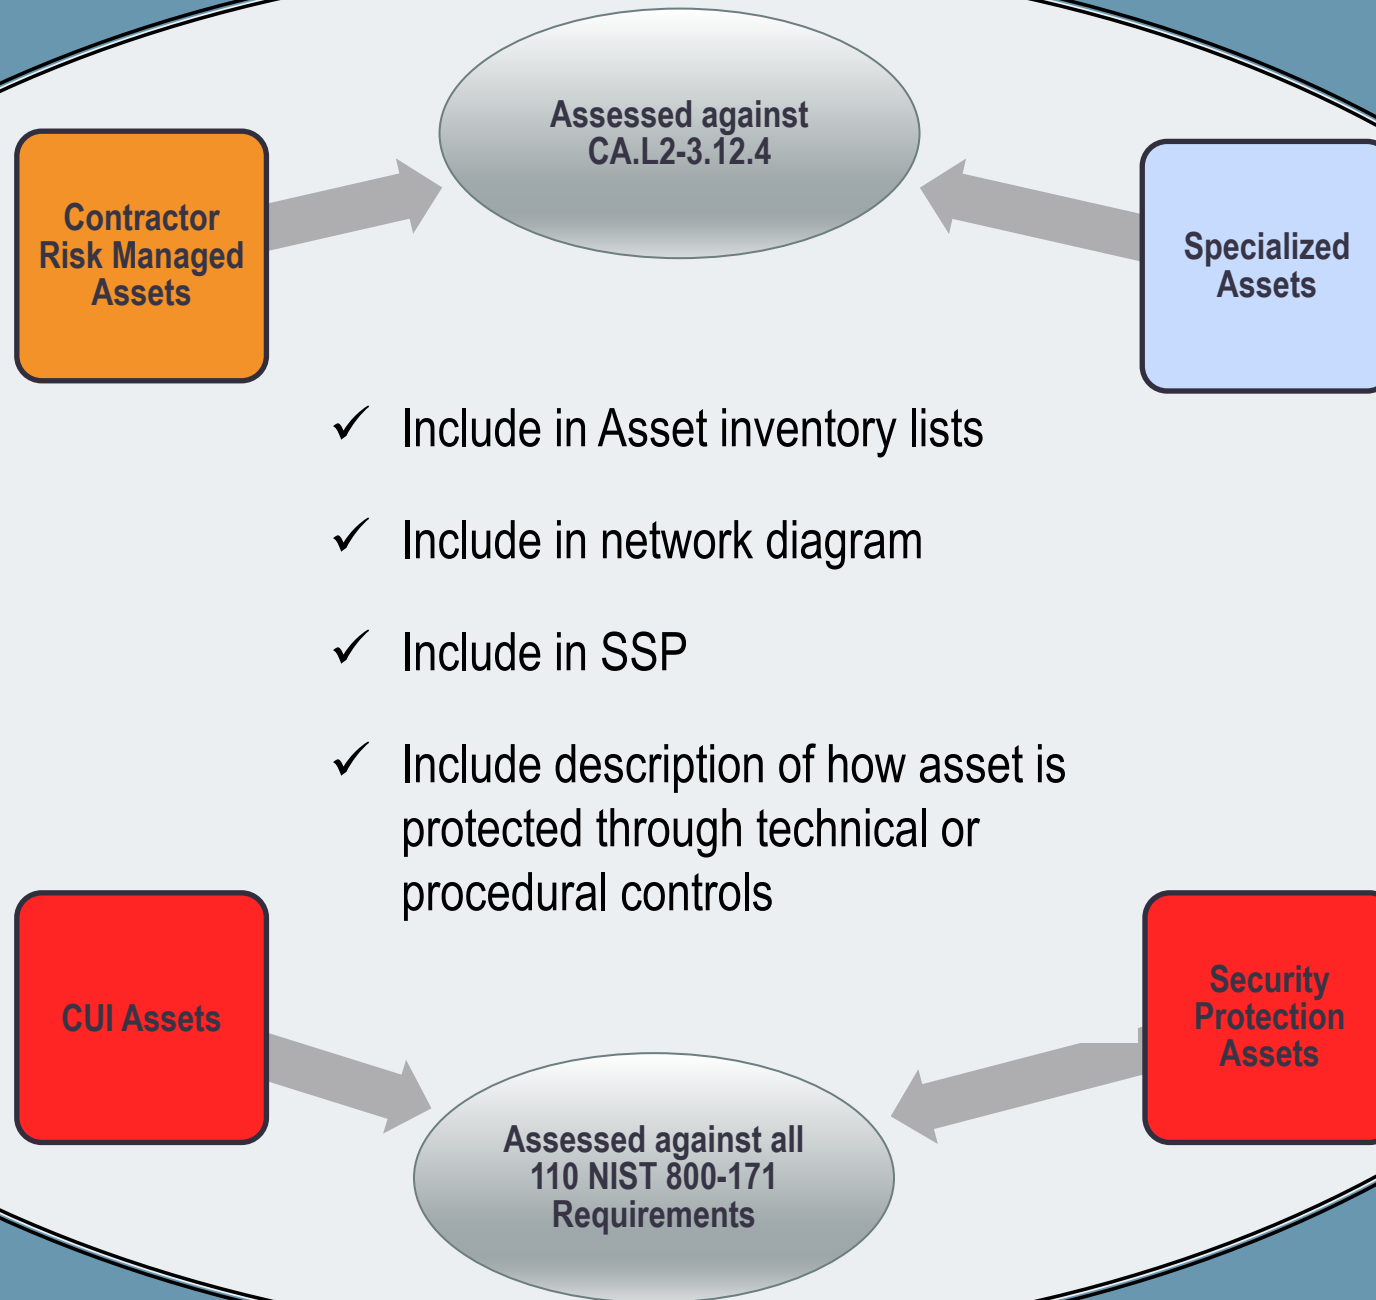 Assessed against
CA.L2-3.12.4
Contractor
Risk Managed
Assets
Specialized
Assets
✓ Include in Asset inventory lists
✓ Include in network diagram
✓ Include in SSP
✓ Include description of how asset is
protected through technical or
procedural controls
CUI Assets
Security
Protection
Assets
Assessed against all
110 NIST 800-171
Requirements